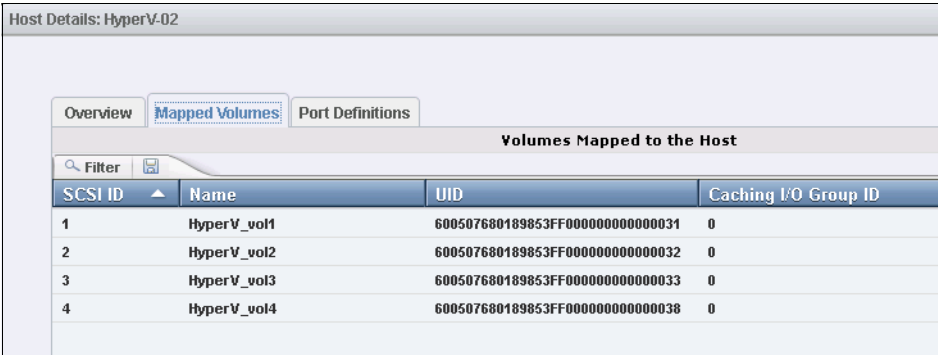 Host Details: HyperV-02
Overview Mapped Volumes Port Definitions
Volumes Mapped to the Host
Filter
SCSI ID Name UID Caching I/O Group ID
1 HyperV_vol1 600507680189853FF000000000000031 0
2 HyperV_vol2 600507680189853FF000000000000032 0
3 HyperV_vol3 600507680189853FF000000000000033 0
4 HyperV_vol4 600507680189853FF000000000000038 0